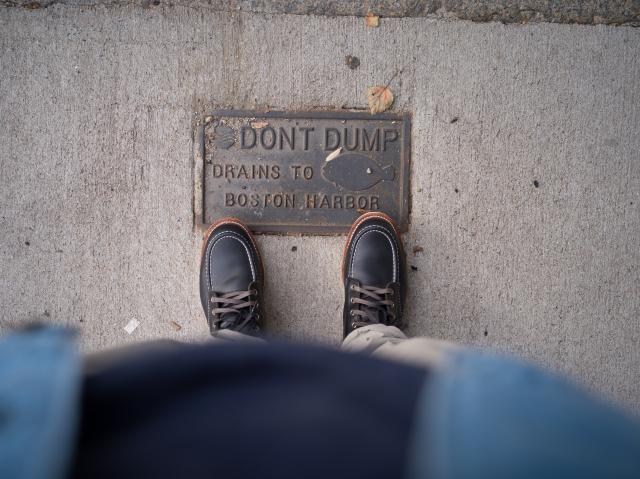 DONT DUMP
DRAINS TO
BOSTON HARBOR